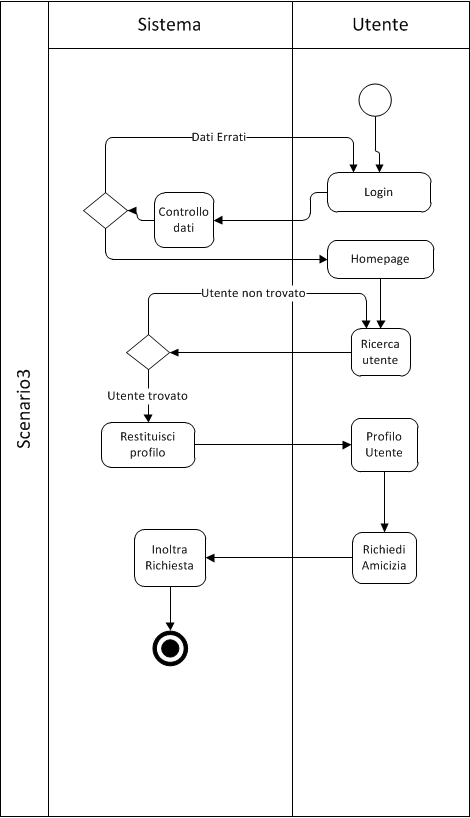 Sistema
Utente
Dati Errati
Login
Controllo
dati
Homepage
Utente non trovato
Ricerca
utente
Utente trovato
Restituisci
profilo
Profilo
Utente
Inoltra
Richiesta
Richiedi
Amicizia
Scenario3